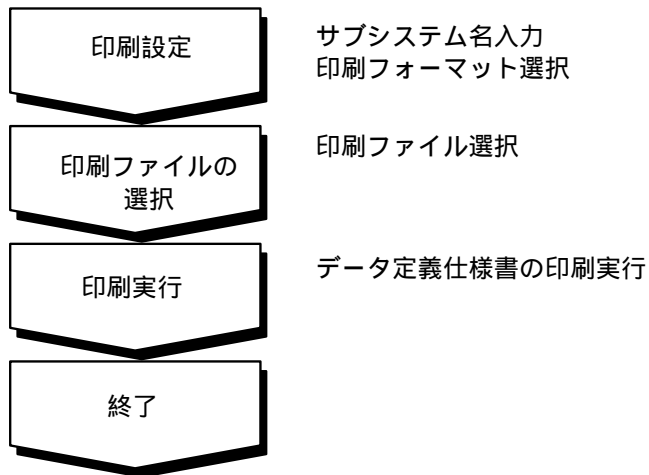 印刷設定
サブシステム名入力
印刷フォーマット選択
印刷ファイルの
選択
印刷ファイル選択
印刷実行
データ定義仕様書の印刷実行
終了